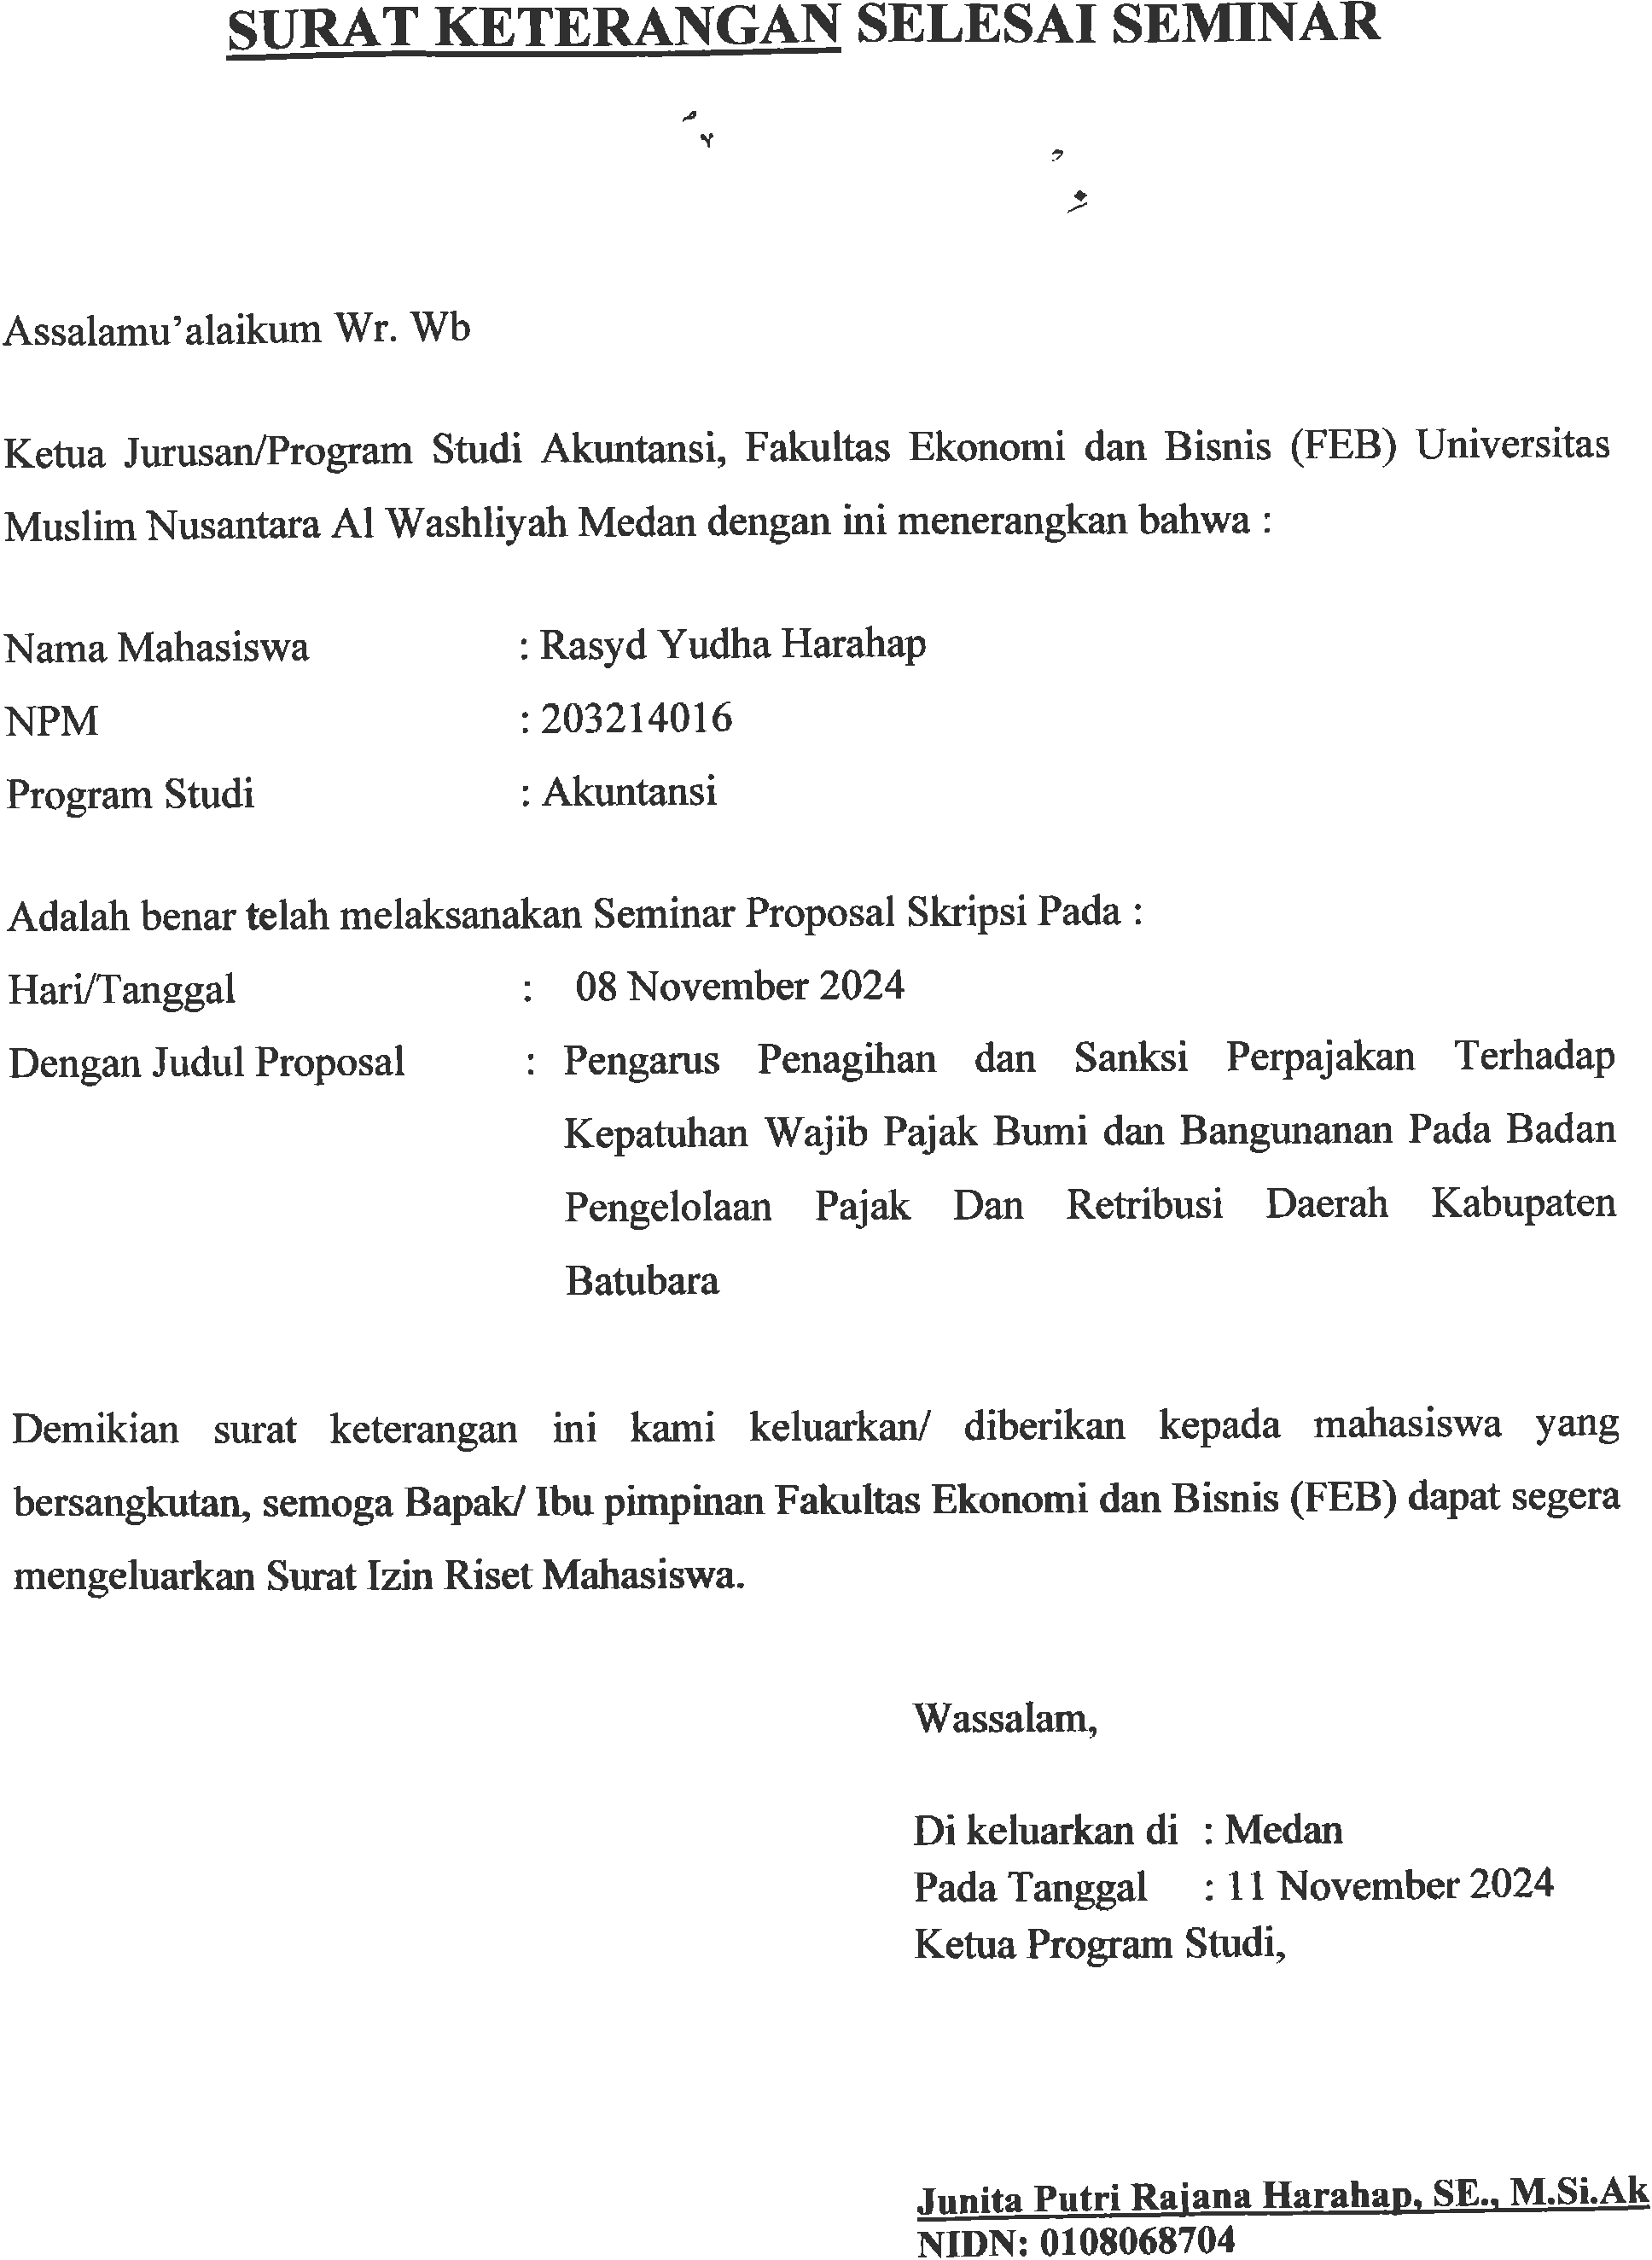 SURAT KETERANGAN SELESAI SEMINAR
Assalamu'alaikum Wr. Wb
Ketua Jurusan/Program Studi Akuntansi, Fakultas Ekonomi dan Bisnis (FEB) Universitas
Muslim Nusantara Al Washliyah Medan dengan ini menerangkan bahwa :
Nama Mahasiswa : Rasyd Yudha Harahap
NPM : 203214016
Program Studi : Akuntansi
Adalah benar telah melaksanakan Seminar Proposal Skripsi Pada :
Hari/Tanggal : 08 November 2024
Dengan Judul Proposal : Pengarus Penagihan dan Sanksi Perpajakan Terhadap
Kepatuhan Wajib Pajak Bumi dan Bangunanan Pada Badan
Pengelolaan Pajak Dan Retribusi Daerah Kabupaten
Batubara
Demikian surat keterangan ini kami keluarkan/ diberikan kepada mahasiswa yang
bersangkutan, semoga Bapak/ Ibu pimpinan Fakultas Ekonomi dan Bisnis (FEB) dapat segera
mengeluarkan Surat Izin Riset Mahasiswa.
Wassalam,
Di keluarkan di : Medan
Pada Tanggal : 11 November 2024
Ketua Program Studi,
Junita Putri Rajana Harahap, SE., M.Si.Ak
NIDN: 0108068704